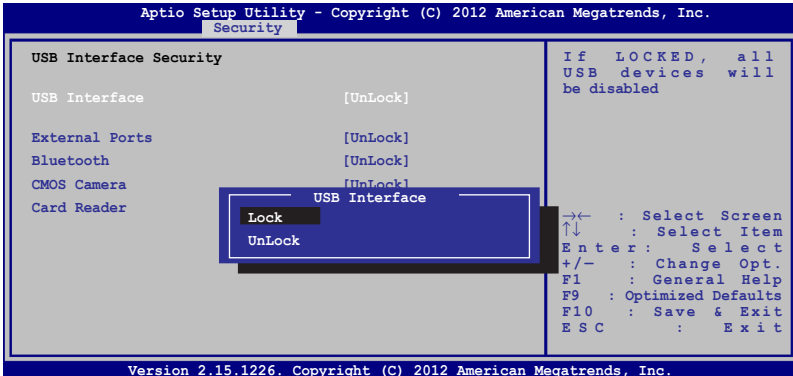 Aptio Setup Utility - Copyright (C) 2012 American Megatrends, Inc.
Security
USB Interface Security
USB Interface [UnLock]
External Ports [UnLock]
Bluetooth [UnLock]
CMOS Camera [UnLock]
Card Reader
USB Interface
Lock
UnLock
If LOCKED, all
USB devices will
be disabled
→← : Select Screen
↑↓ : Select Item
Enter: Select
+/— : Change Opt.
F1 : General Help
F9 : Optimized Defaults
F10 : Save & Exit
ESC : Exit
Version 2.15.1226. Copyright (C) 2012 American Megatrends, Inc.